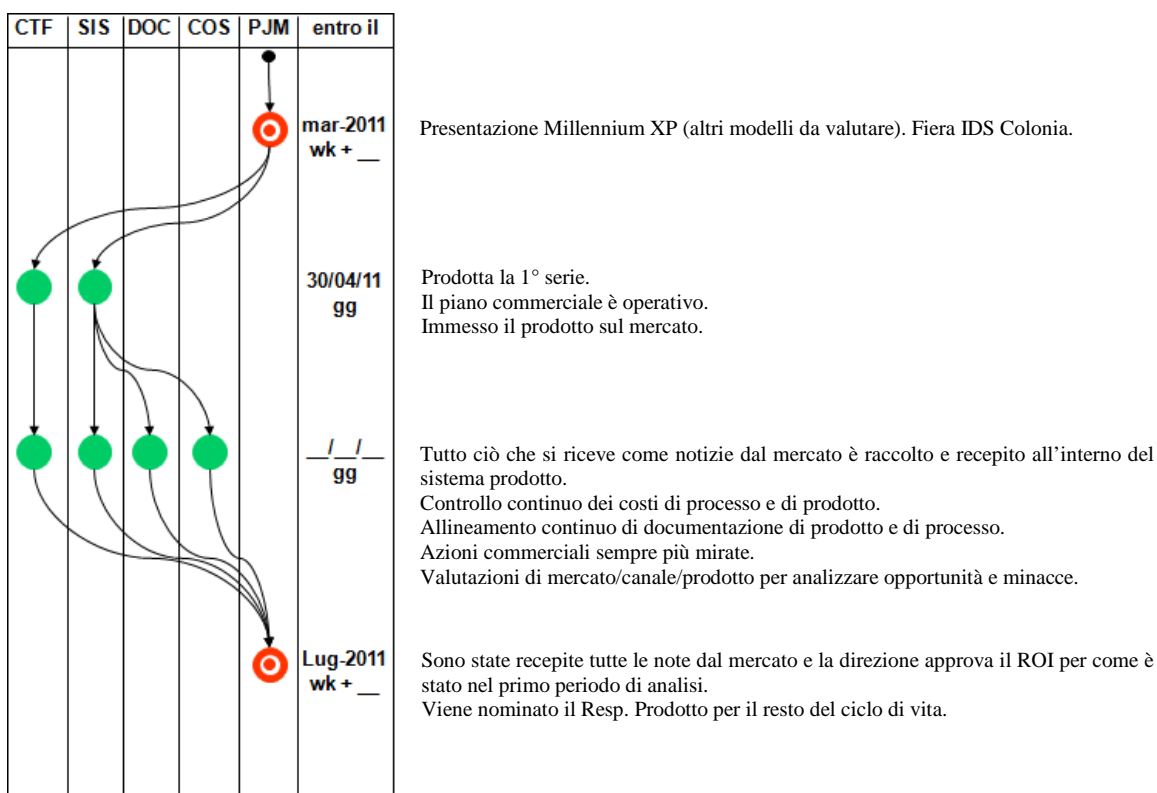 CTF SIS DOC COS PJM entro il
mar-2011
wk + __
Presentazione Millennium XP (altri modelli da valutare). Fiera IDS Colonia.
30/04/11
gg
Prodotta la 1° serie.
Il piano commerciale è operativo.
Immesso il prodotto sul mercato.
__/__/__
gg
Tutto ciò che si riceve come notizie dal mercato è raccolto e recepito all'interno del
sistema prodotto.
Controllo continuo dei costi di processo e di prodotto.
Allineamento continuo di documentazione di prodotto e di processo.
Azioni commerciali sempre più mirate.
Valutazioni di mercato/canale/prodotto per analizzare opportunità e minacce.
Lug-2011
wk + __
Sono state recepite tutte le note dal mercato e la direzione approva il ROI per come è
stato nel primo periodo di analisi.
Viene nominato il Resp. Prodotto per il resto del ciclo di vita.